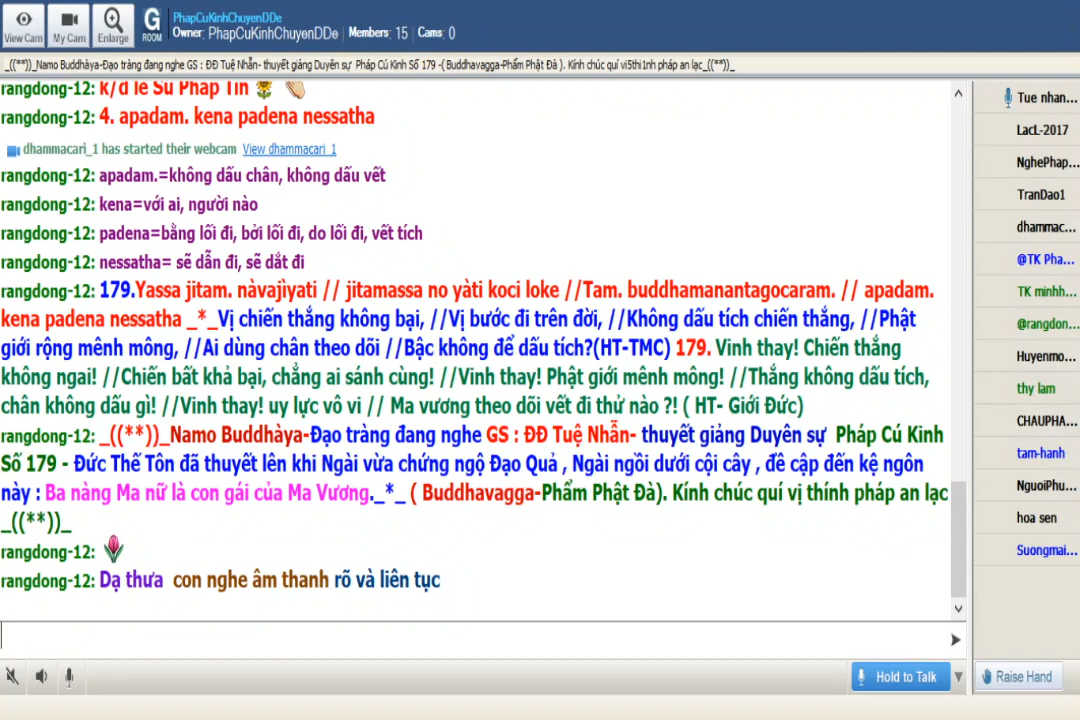 PhapCuKinhChuyenDDe
View Cam My Cam Enlarge G ROOM Owner: PhapCuKinhChuyenDDe Members: 15 Cams: 0
_((**))_Namo Buddhàya-Đạo tràng đang nghe GS : ĐĐ Tuệ Nhẫn- thuyết giảng Duyên sự Pháp Cú Kinh Số 179 -( Buddhavagga-Phẩm Phật Đà ). Kính chúc quí vi5thi1nh pháp an lạc_((**))_
rangdong-12: k/đ lễ Sư Pháp Tín
rangdong-12: 4. apadam. kena padena nessatha
dhammacari_1 has started their webcam View dhammacari_1
rangdong-12: apadam.=không dấu chân, không dấu vết
rangdong-12: kena=với ai, người nào
rangdong-12: padena=bằng lối đi, bởi lối đi, do lối đi, vết tích
rangdong-12: nessatha= sẽ dẫn đi, sẽ dắt đi
rangdong-12: 179.Yassa jitam. nàvajìyati // jitamassa no yàti koci loke //Tam. buddhamanantagocaram. // apadam.
kena padena nessatha _*_Vị chiến thắng không bại, //Vị bước đi trên đời, //Không dấu tích chiến thắng, //Phật
giới rộng mênh mông, //Ai dùng chân theo dõi //Bậc không để dấu tích?(HT-TMC) 179. Vinh thay! Chiến thắng
không ngai! //Chiến bất khả bại, chẳng ai sánh cùng! //Vinh thay! Phật giới mênh mông! //Thắng không dấu tích,
chân không dấu gì! //Vinh thay! uy lực vô vi // Ma vương theo dõi vết đi thử nào ?! ( HT- Giới Đức)
rangdong-12: _((**))_Namo Buddhàya-Đạo tràng đang nghe GS : ĐĐ Tuệ Nhẫn- thuyết giảng Duyên sự Pháp Cú Kinh
Số 179 - Đức Thế Tôn đã thuyết lên khi Ngài vừa chứng ngộ Đạo Quả , Ngài ngồi dưới cội cây , đề cập đến kệ ngôn
này : Ba nàng Ma nữ là con gái của Ma Vương._*_ ( Buddhavagga-Phẩm Phật Đà). Kính chúc quí vị thính pháp an lạc
_((**))_
rangdong-12:
rangdong-12: Dạ thưa con nghe âm thanh rõ và liên tục
Tue nhan...
LacL-2017
NghePhap...
TranDao1
dhammac...
@TK Pha...
TK minhh...
@rangdon...
Huyenmo...
thy lam
CHAUPHA...
tam-hanh
NguoiPhu...
hoa sen
Suongmai...
Hold to Talk
Raise Hand